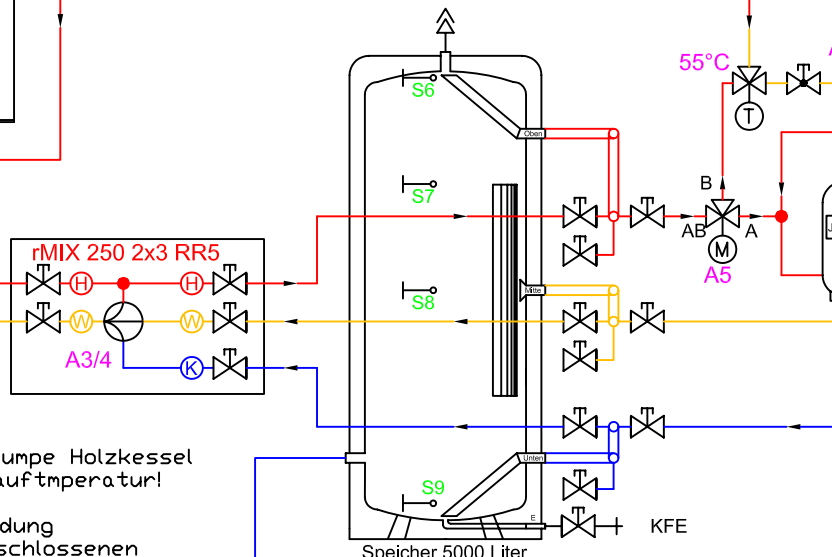 55°C
A
S6
Oben
T
S7
B
AB
A
M
A5
J
rMIX 250 2x3 RR5
H
H
S8
Mitte
W
W
A3/4
K
umpe Holzkessel
auftmperatur!
Unten
S9
E
KFE
dung
schlossenen
Speicher 5000 Liter